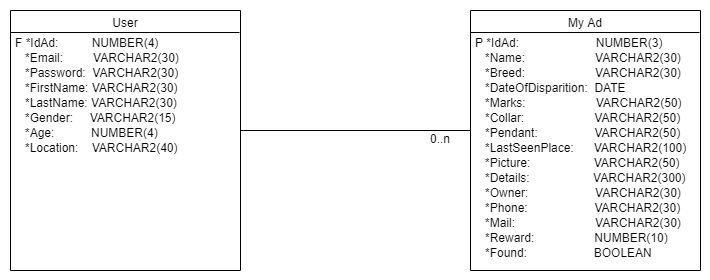 User
F *IdAd: NUMBER(4)
*Email: VARCHAR2(30)
*Password: VARCHAR2(30)
*FirstName: VARCHAR2(30)
*LastName: VARCHAR2(30)
*Gender: VARCHAR2(15)
*Age: NUMBER(4)
*Location: VARCHAR2(40)
0..n
My Ad
P *IdAd: NUMBER(3)
*Name: VARCHAR2(30)
*Breed: VARCHAR2(30)
*DateOfDisparition: DATE
*Marks: VARCHAR2(50)
*Collar: VARCHAR2(50)
*Pendant: VARCHAR2(50)
*LastSeenPlace: VARCHAR2(100)
*Picture: VARCHAR2(50)
*Details: VARCHAR2(300)
*Owner: VARCHAR2(30)
*Phone: VARCHAR2(30)
*Mail: VARCHAR2(30)
*Reward: NUMBER(10)
*Found: BOOLEAN